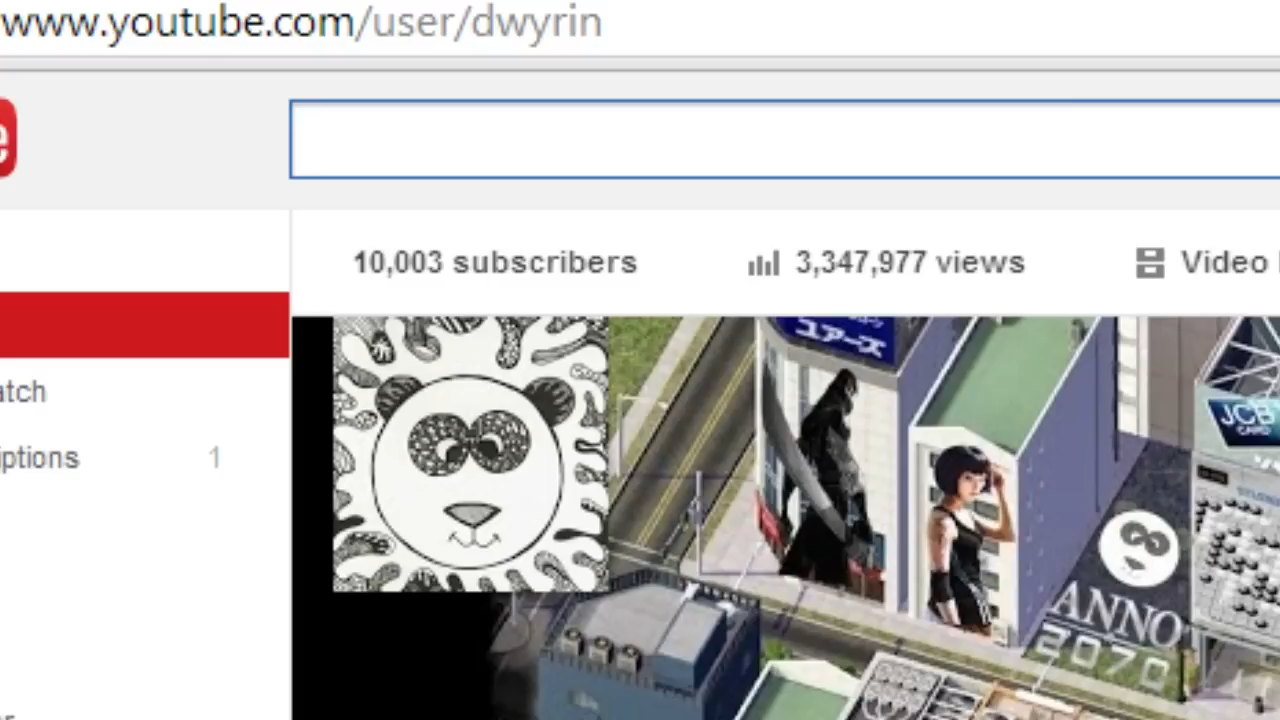 www.youtube.com/user/dwyrin
e
10,003 subscribers
3,347,977 views
Video
atch
iptions
1
ユアーズ
JCB
CARD
ANNO
2070